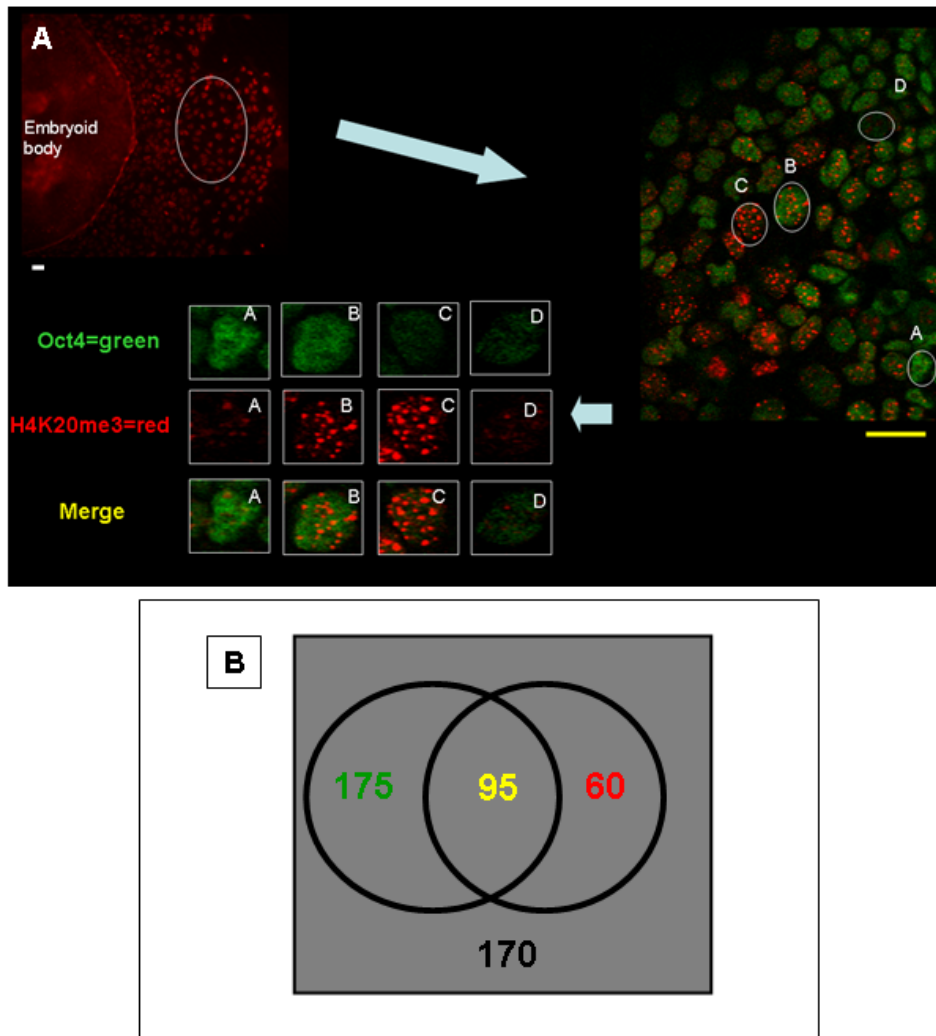 A
Embryoid
body
D
B
C
A
Oct4=green
A B C D
H4K20me3=red
A B C D
Merge
A B C D
B
175 95 60
170